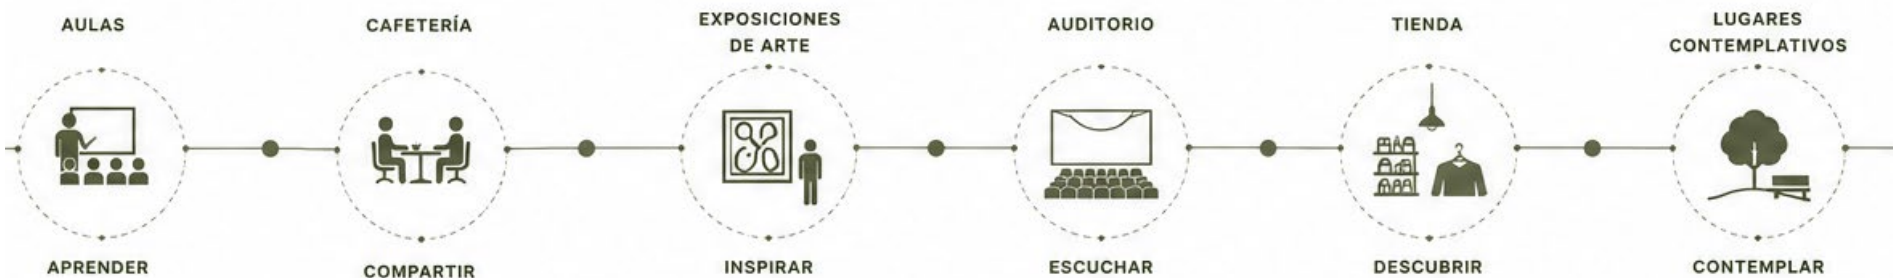 AULAS
CAFETERÍA
EXPOSICIONES
DE ARTE
AUDITORIO
TIENDA
LUGARES
CONTEMPLATIVOS
APRENDER
COMPARTIR
INSPIRAR
ESCUCHAR
DESCUBRIR
CONTEMPLAR